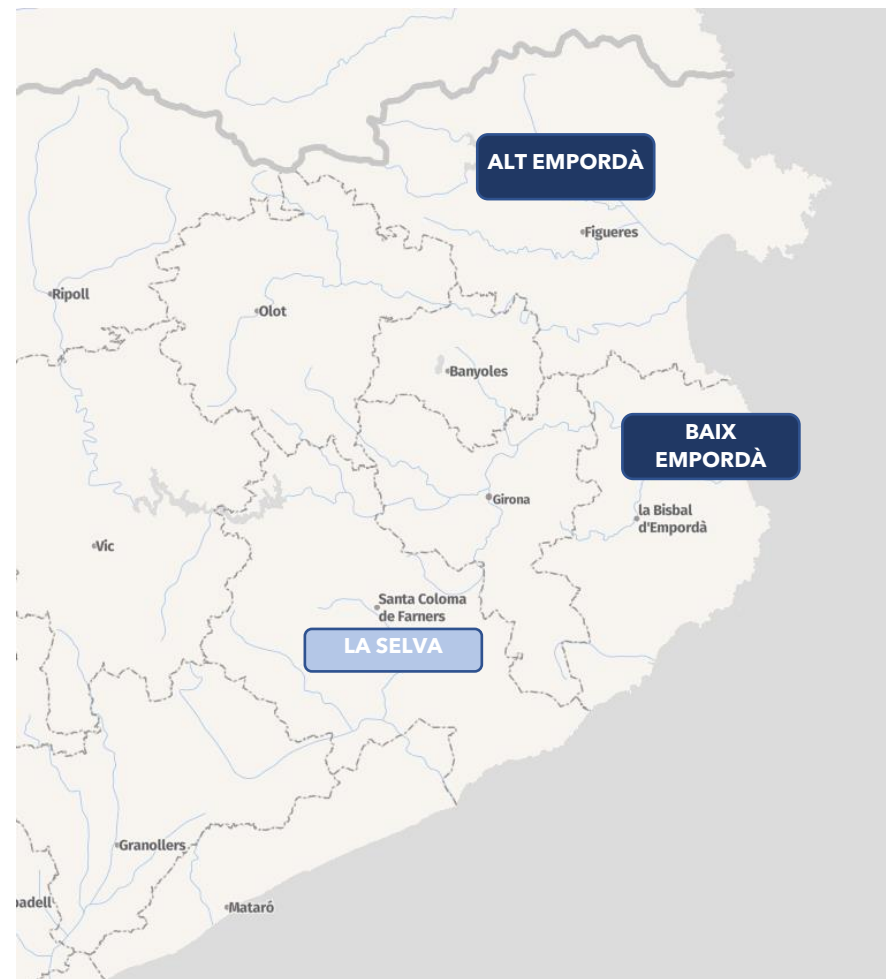 ALT EMPORDÀ
Figueres
Ripoll
Olot
Banyoles
BAIX
EMPORDÀ
Girona
la Bisbal
d'Empordà
Vic
Santa Coloma
de Farners
LA SELVA
Granollers
badell
Mataró